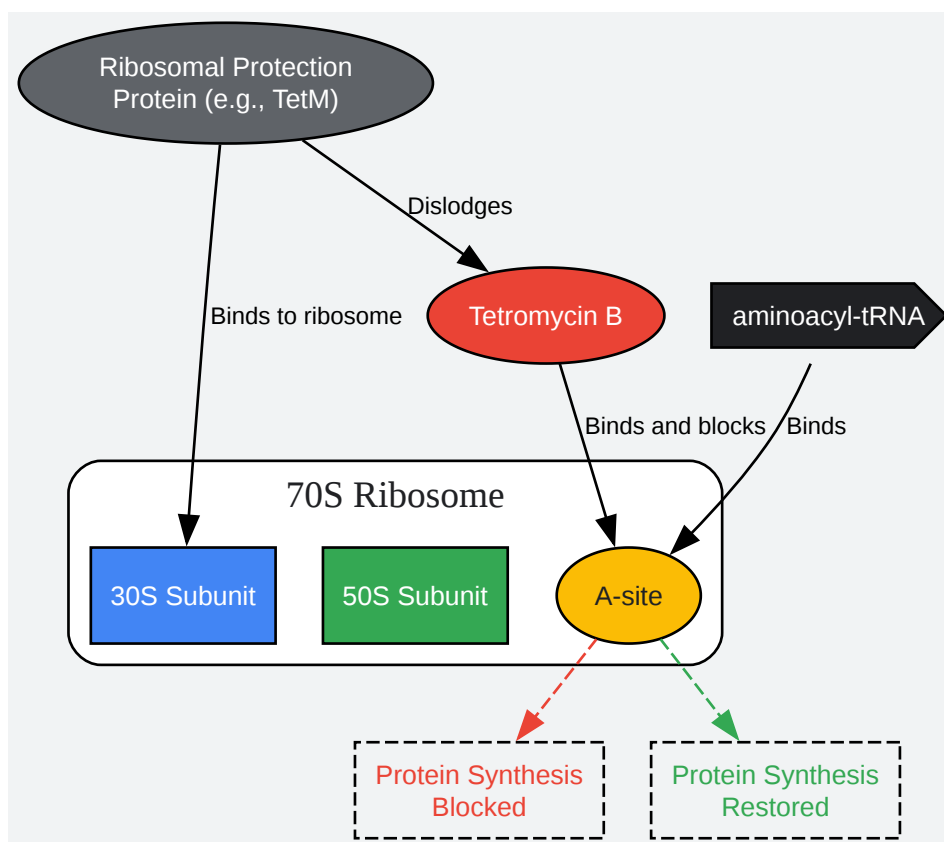 Ribosomal Protection
Protein (e.g., TetM)
Dislodges
Tetromycin B
aminoacyl-tRNA
Binds to ribosome
Binds and blocks
Binds
70S Ribosome
30S Subunit
50S Subunit
A-site
Protein Synthesis
Blocked
Protein Synthesis
Restored